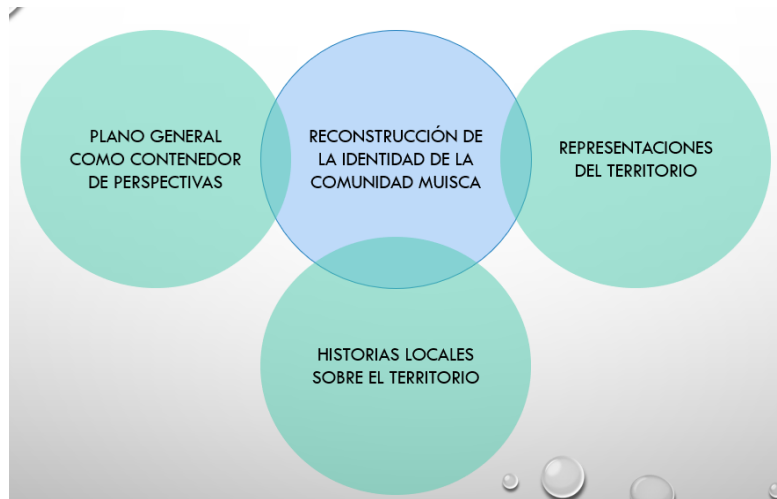 PLANO GENERAL
COMO CONTENEDOR
DE PERSPECTIVAS
RECONSTRUCCIÓN DE
LA IDENTIDAD DE LA
COMUNIDAD MUISCA
REPRESENTACIONES
DEL TERRITORIO
HISTORIAS LOCALES
SOBRE EL TERRITORIO